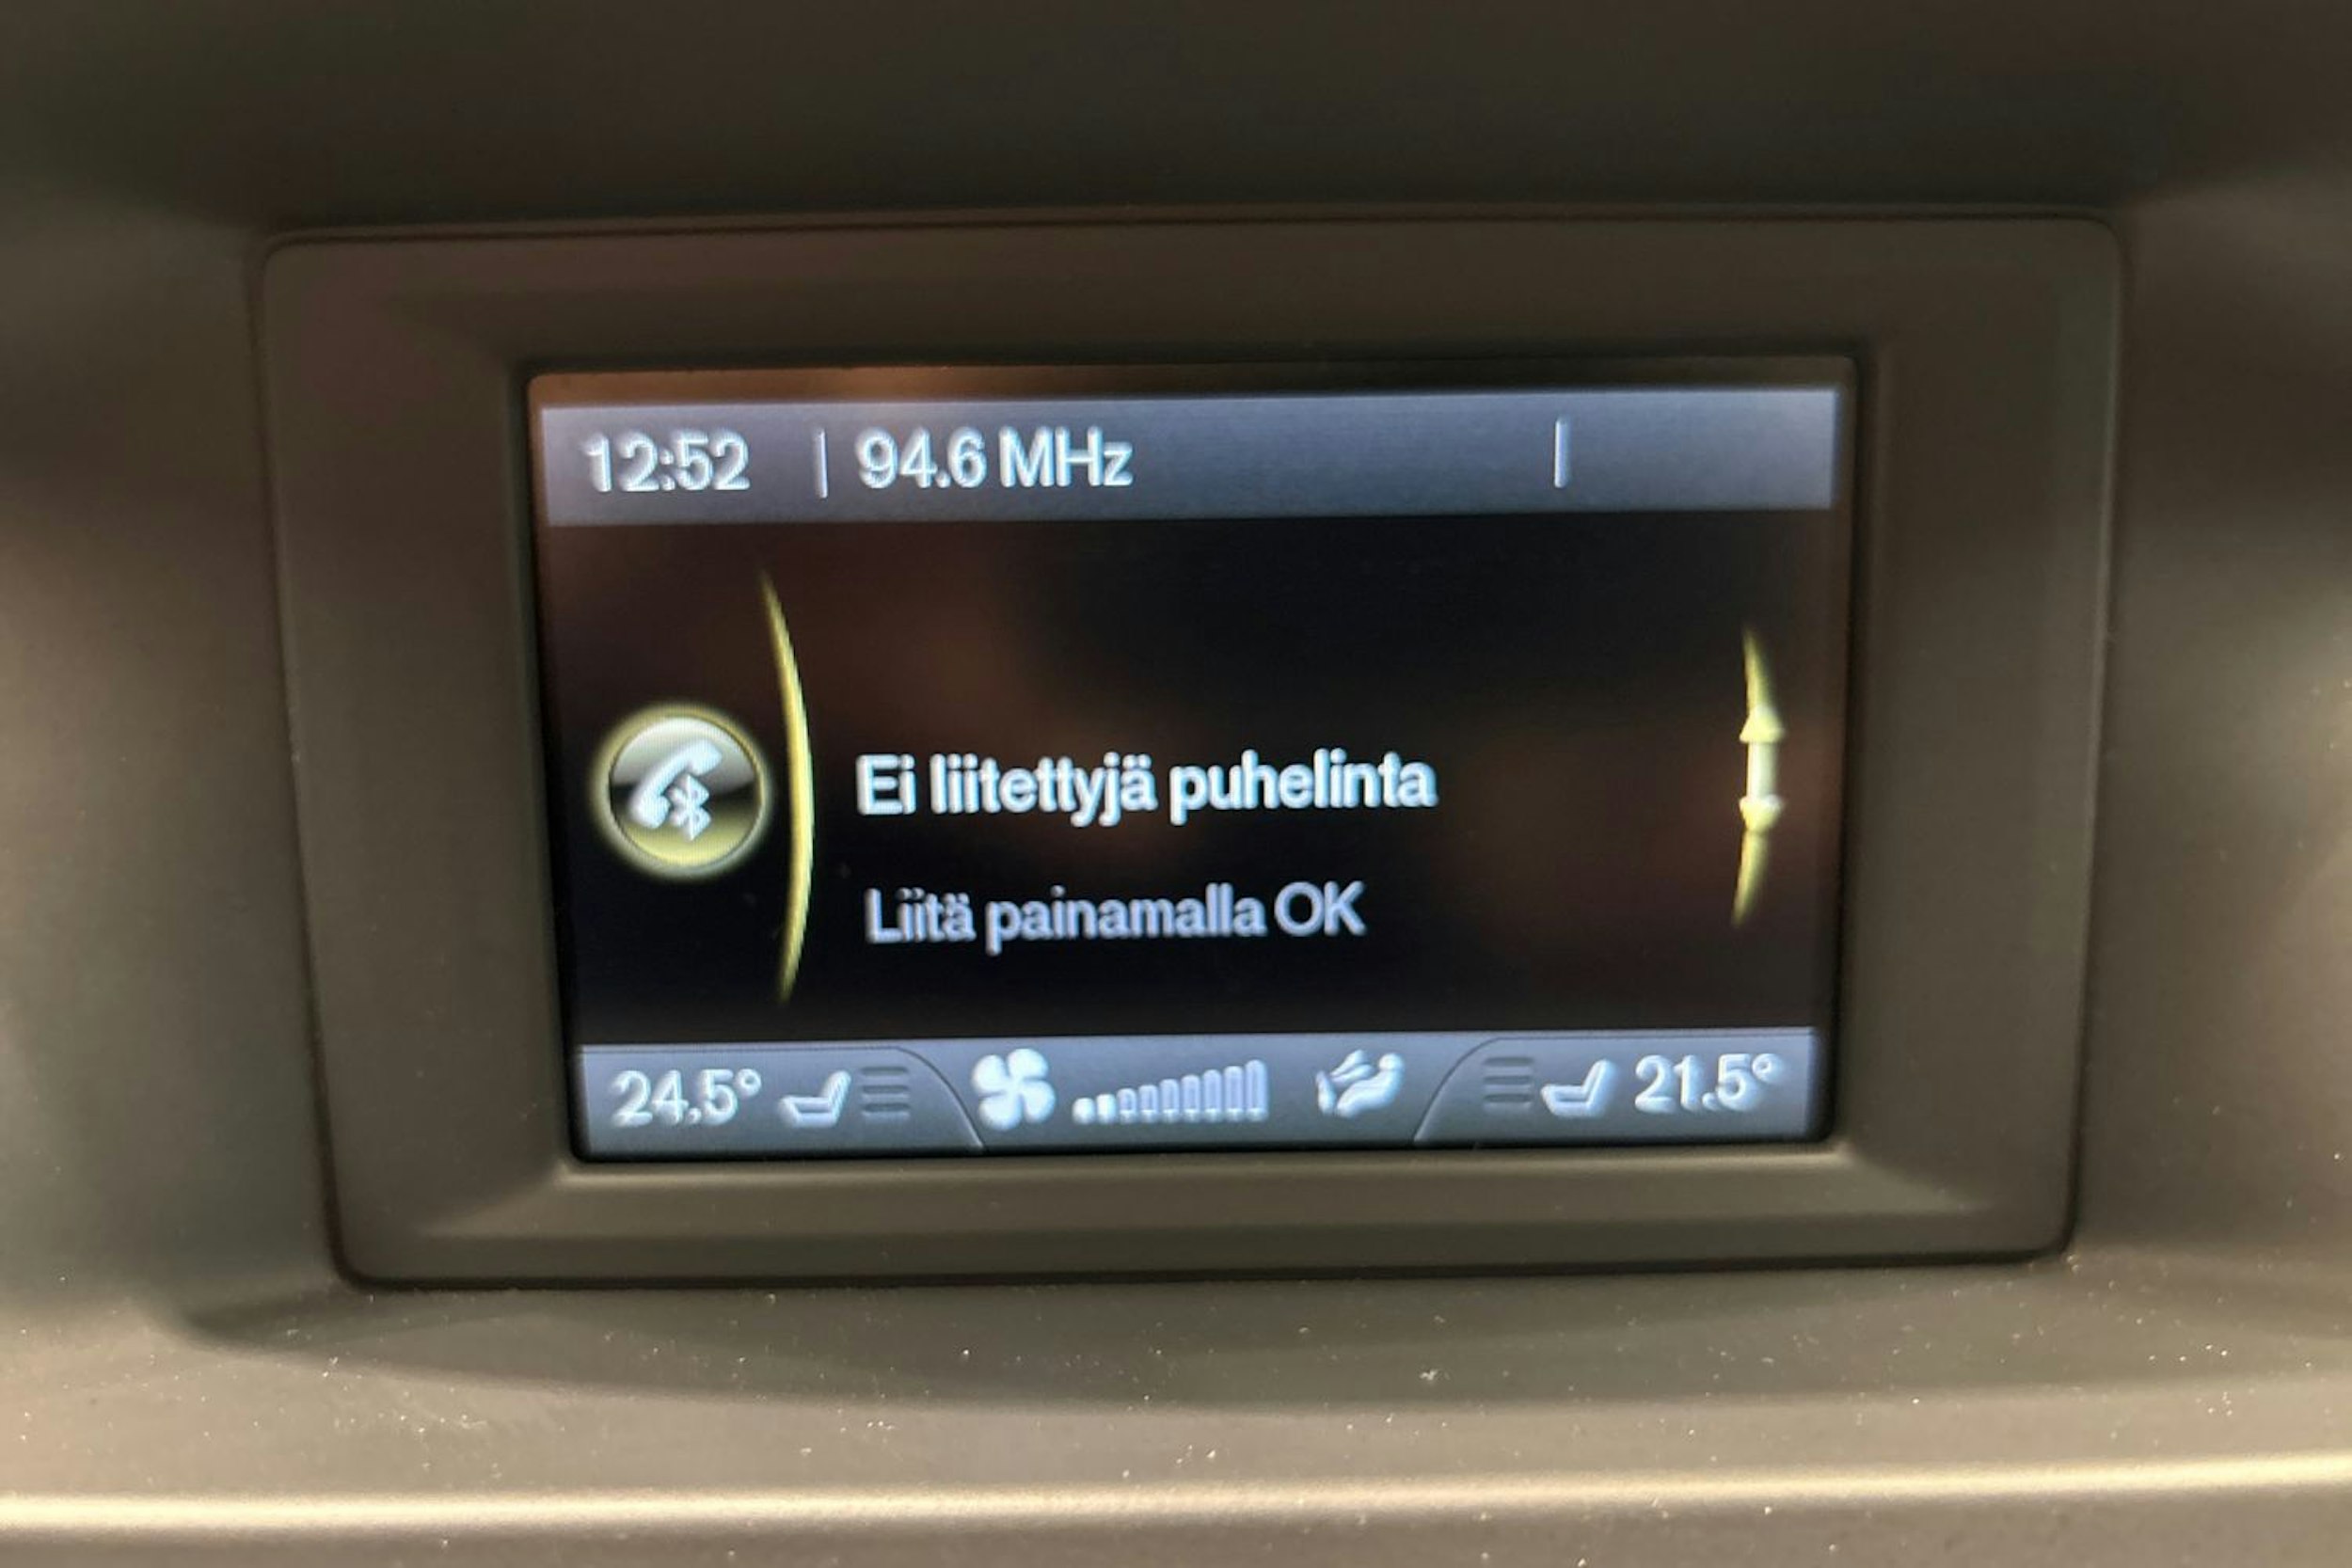 12:52 | 94.6 MHz |
Ei liitettyjä puhelinta
Liitä painamalla OK
24.5° 21.5°